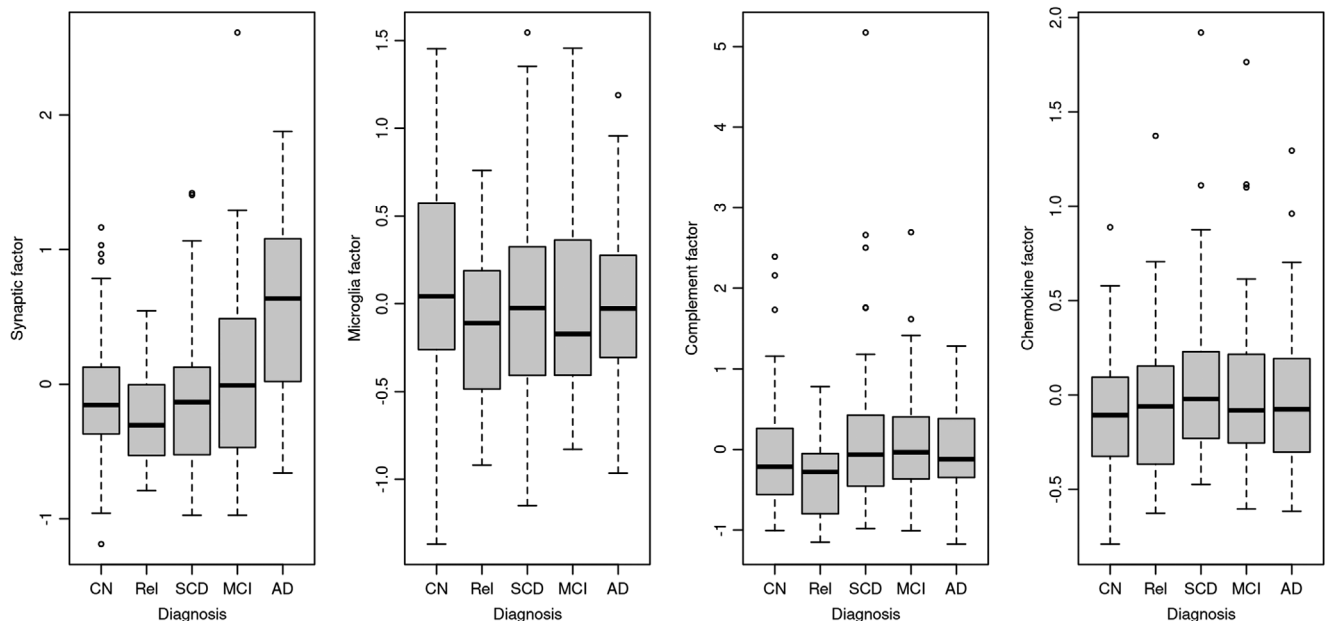 Synaptic factor
2
1
0
-1
CN Rel SCD MCI AD
Diagnosis
Microglia factor
1.5
1.0
0.5
0.0
-0.5
-1.0
CN Rel SCD MCI AD
Diagnosis
Complement factor
5
4
3
2
1
0
-1
CN Rel SCD MCI AD
Diagnosis
Chemokine factor
2.0
1.5
1.0
0.5
0.0
-0.5
CN Rel SCD MCI AD
Diagnosis